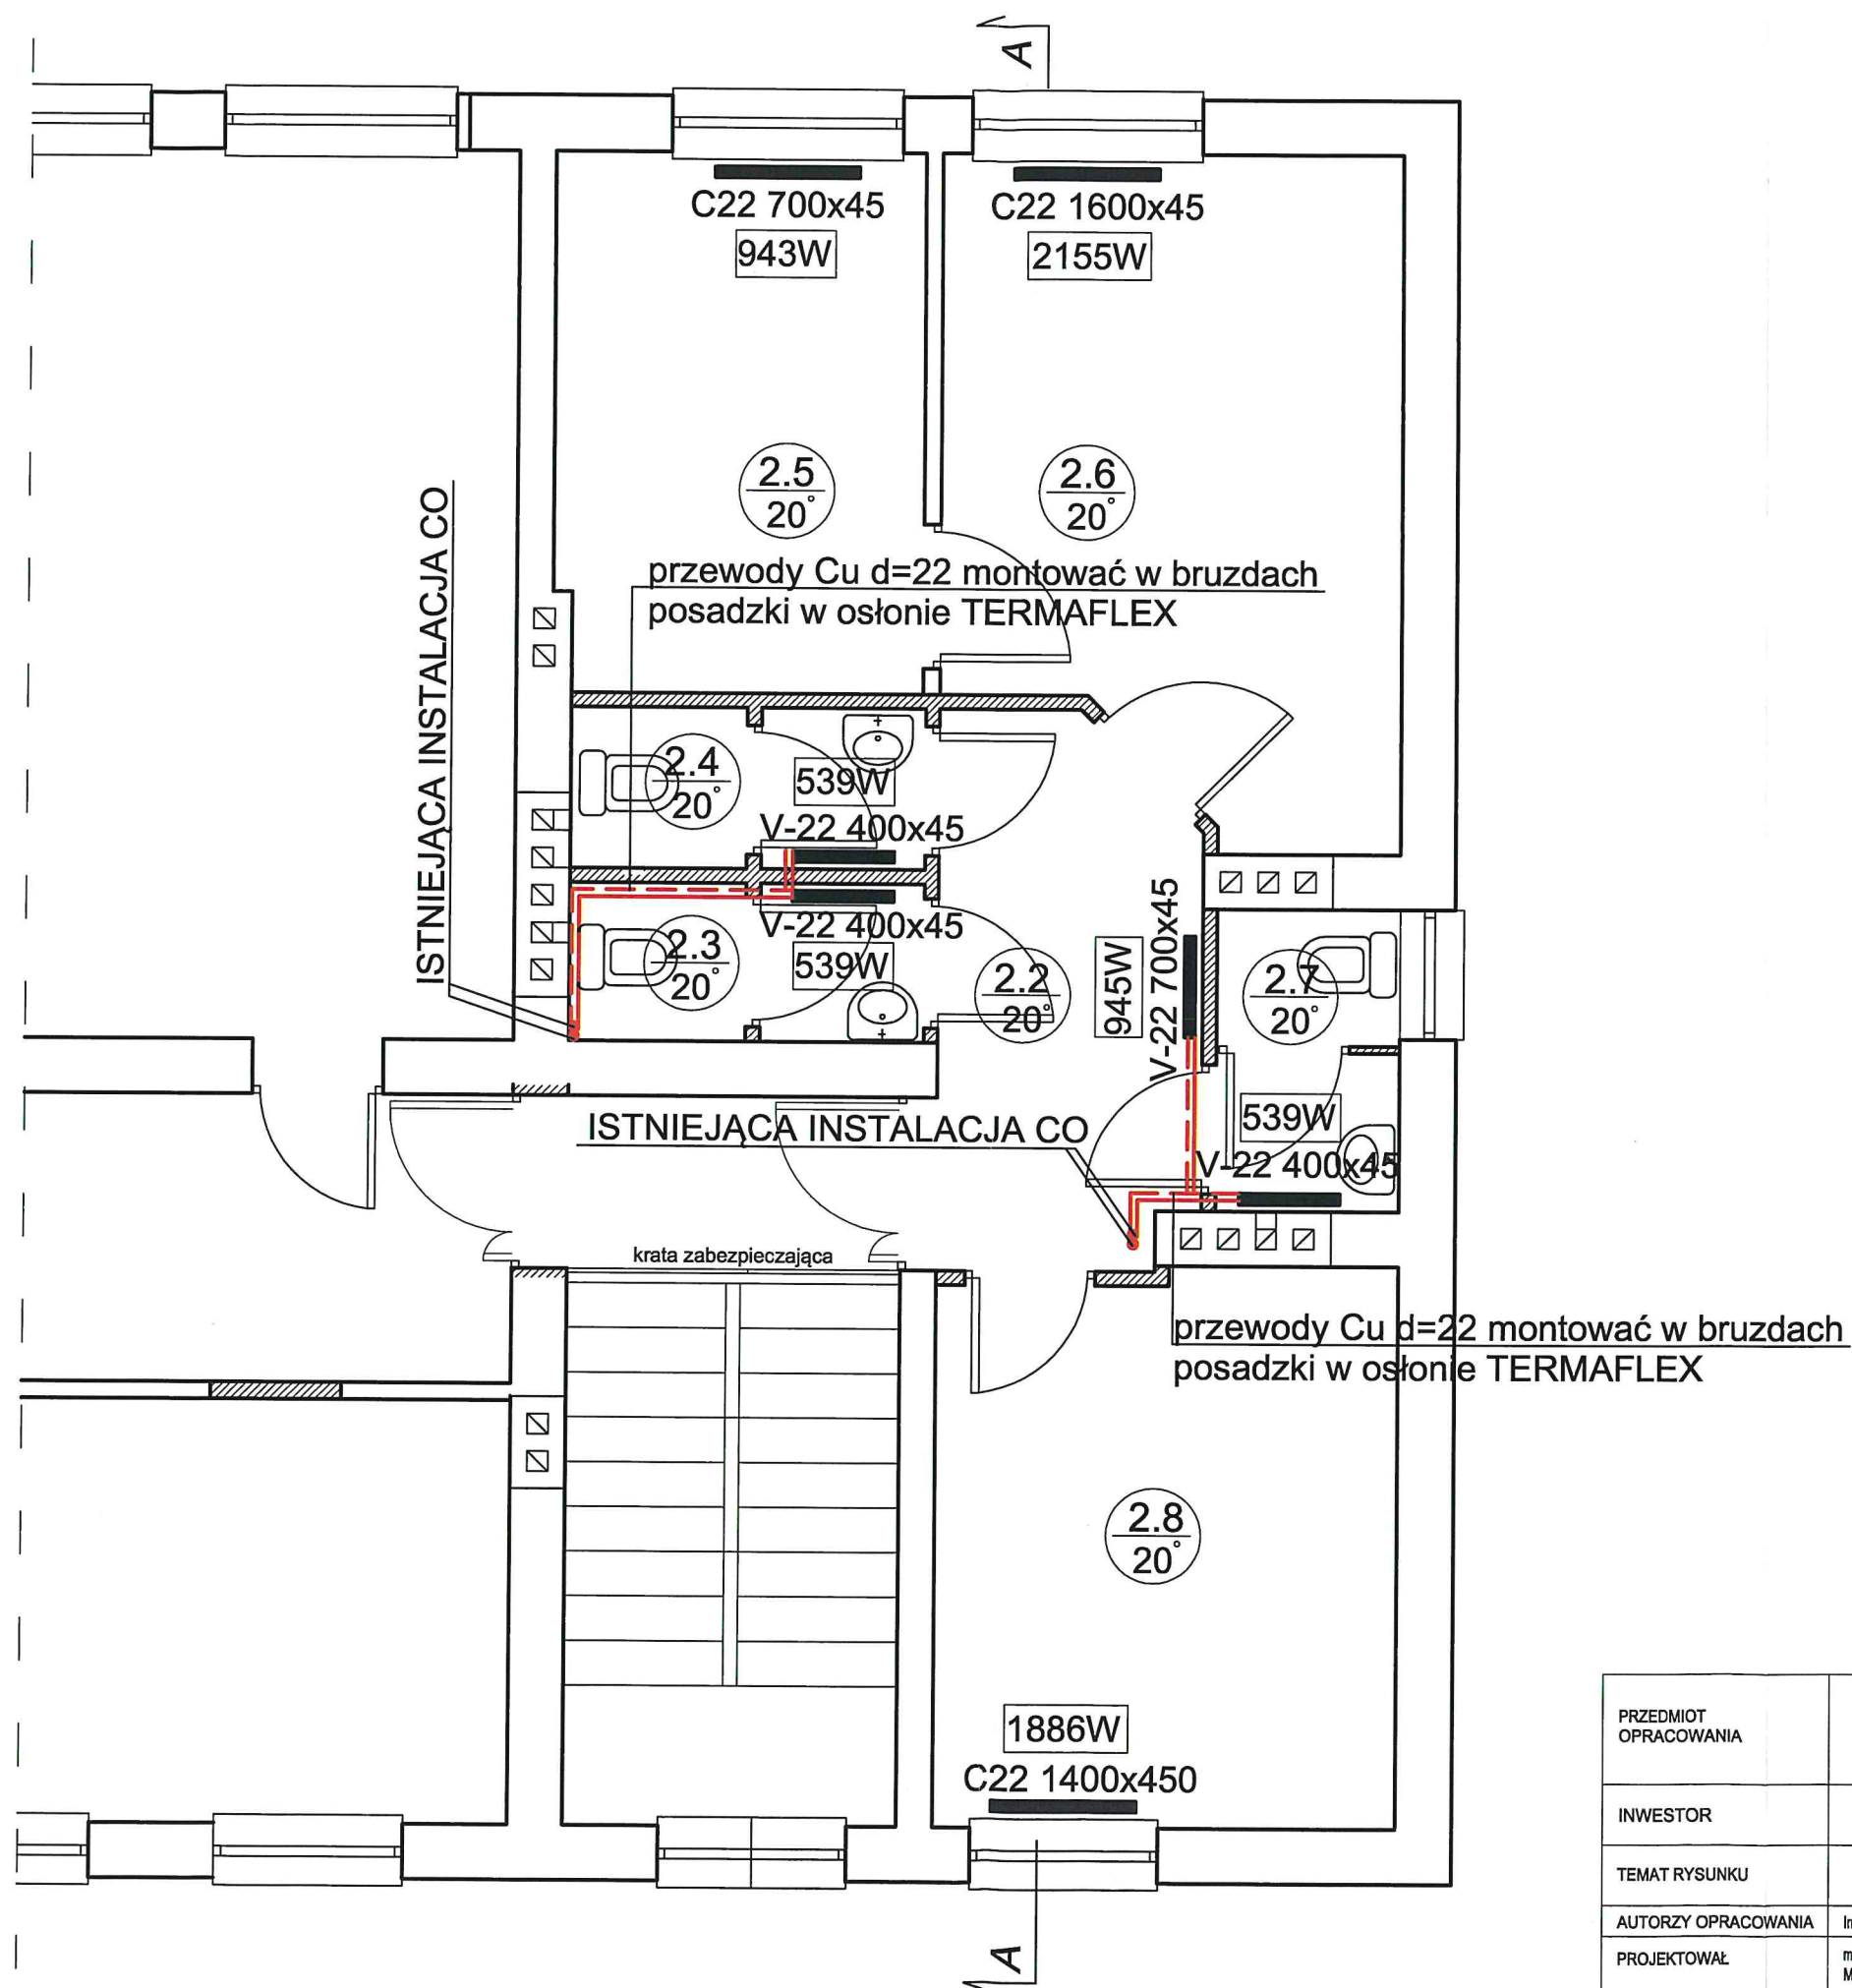 A
C22 700x45
943W
C22 1600x45
2155W
2.5
20°
2.6
20°
ISTNIEJĄCA INSTALACJA CO
przewody Cu d=22 montować w bruzdach
posadzki w osłonie TERMAFLEX
2.4
20°
539W
V-22 400x45
V-22 400x45
2.3
20°
539W
2.2
20°
945W
V-22 700x45
2.7
20°
ISTNIEJĄCA INSTALACJA CO
539W
V-22 400x45
krata zabezpieczająca
przewody Cu d=22 montować w bruzdach
posadzki w osłonie TERMAFLEX
2.8
20°
1886W
C22 1400x450
A
PRZEDMIOT
OPRACOWANIA
INWESTOR
TEMAT RYSUNKU
AUTORZY OPRACOWANIA
PROJEKTOWAŁ